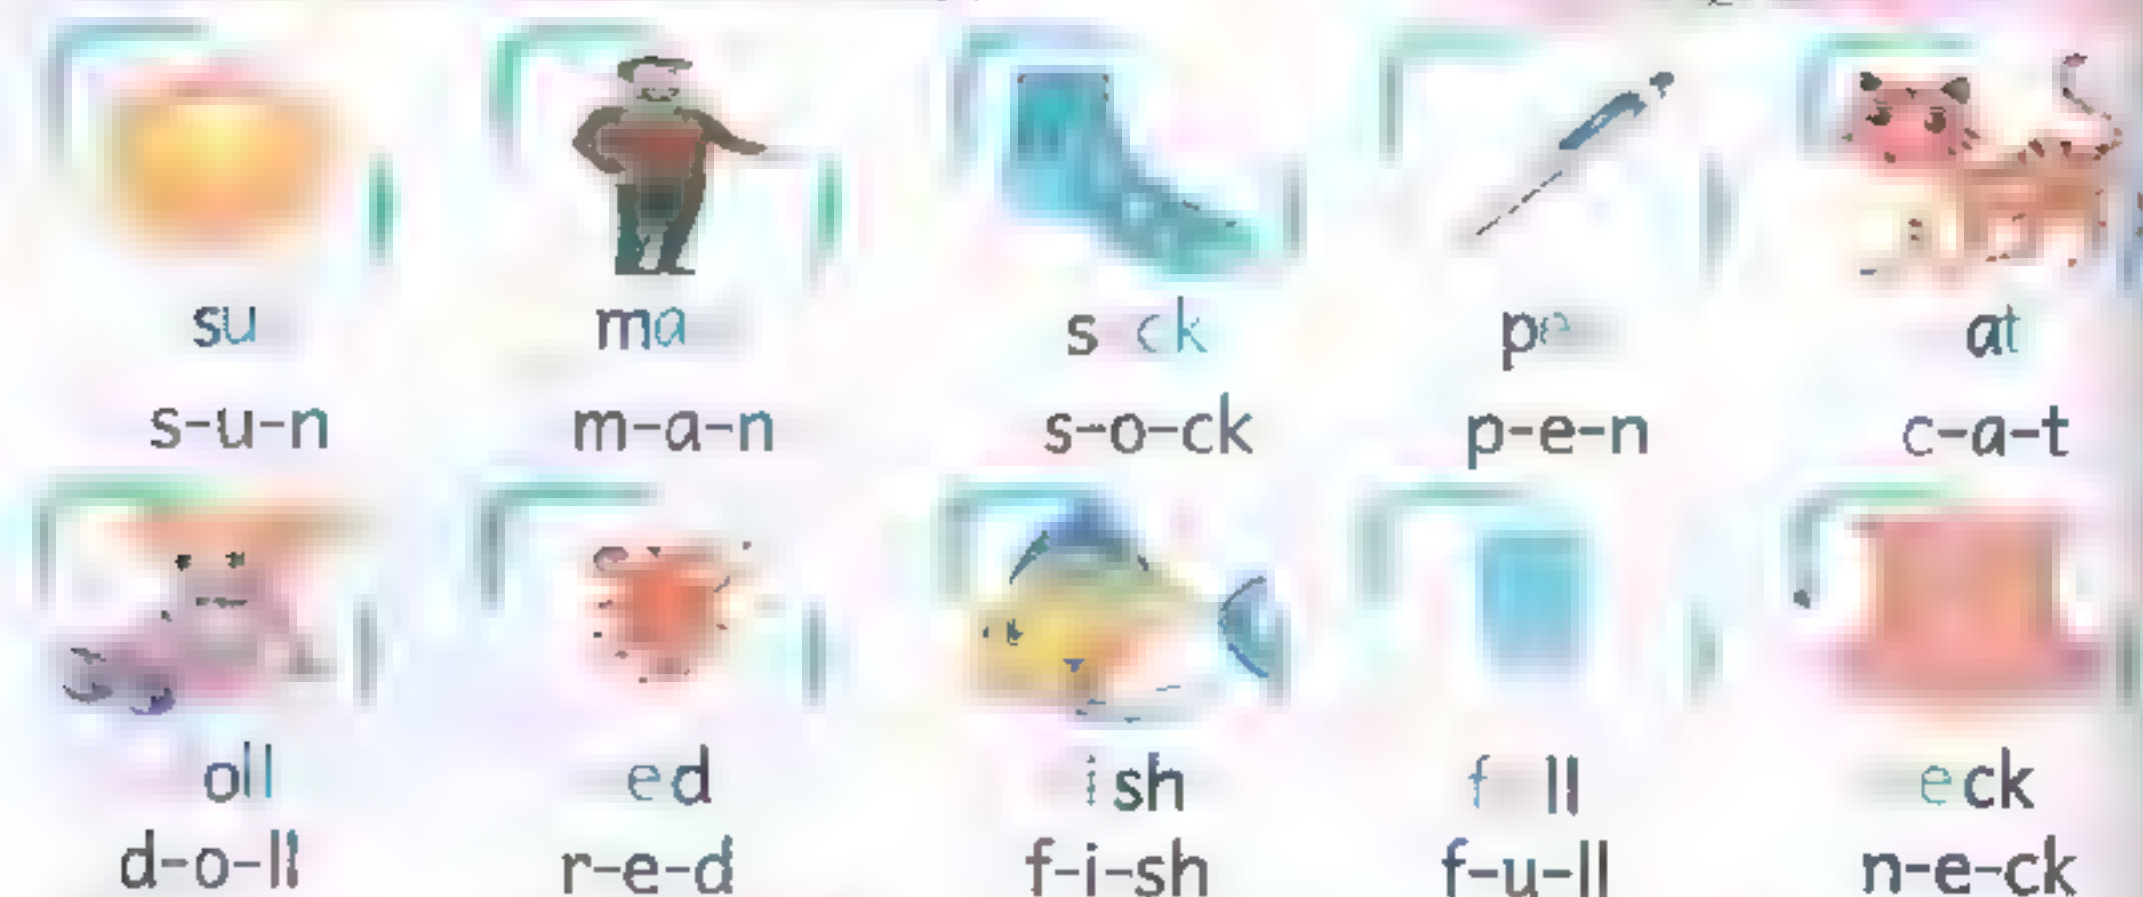 su ma s ck pe at
s-u-n m-a-n s-o-ck p-e-n c-a-t
oll ed ish f ll eck
d-o-ll r-e-d f-i-sh f-u-ll n-e-ck